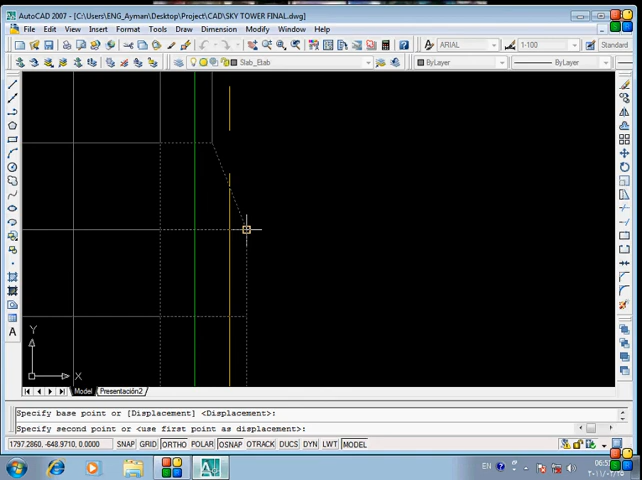 AutoCAD 2007 - [C:\Users\ENG_Ayman\Desktop\Project\CAD\SKY TOWER FINAL.dwg]
File Edit View Insert Format Tools Draw Dimension Modify Window Help
ARIAL 1-100 Standard
Slab_Etab ByLayer ByLayer
Y
X
Model Presentación2
Specify base point or [Displacement] <Displacement>:
Specify second point or <use first point as displacement>:
1797.2860, -648.9710, 0.0000 SNAP GRID ORTHO POLAR OSNAP OTRACK DUCS DYN LWT MODEL
EN